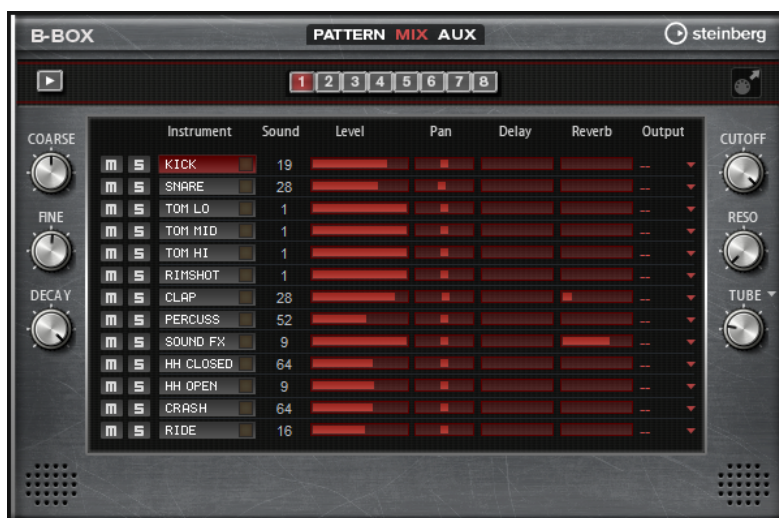 B-BOX PATTERN MIX AUX steinberg
1 2 3 4 5 6 7 8
COARSE
FINE
DECAY
Instrument Sound Level Pan Delay Reverb Output
m S KICK 19 --
m S SNARE 28 --
m S TOM LO 1 --
m S TOM MID 1 --
m S TOM HI 1 --
m S RIMSHOT 1 --
m S CLAP 28 --
m S PERCUSS 52 --
m S SOUND FX 9 --
m S HH CLOSED 64 --
m S HH OPEN 9 --
m S CRASH 64 --
m S RIDE 16 --
CUTOFF
RESO
TUBE